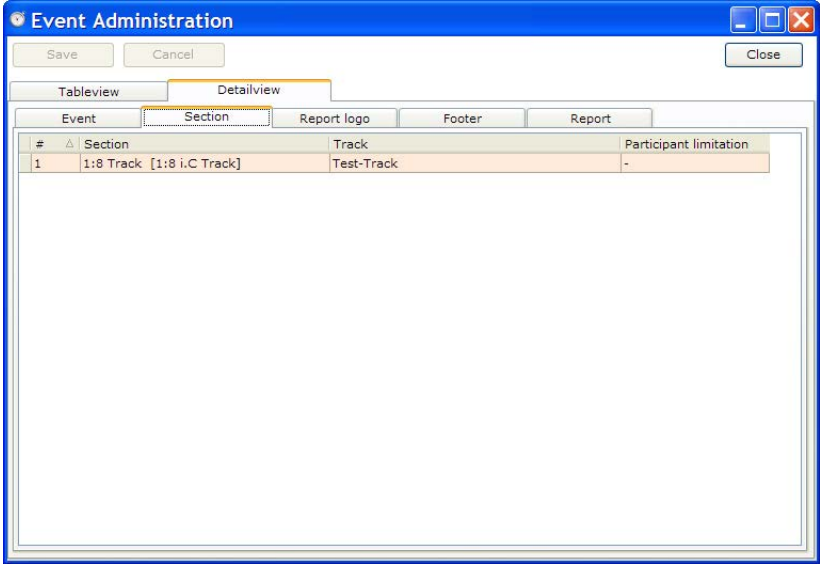 Event Administration
Save Cancel Close
Tableview Detailview
Event Section Report logo Footer Report
# Section Track Participant limitation
1 1:8 Track [1:8 i.C Track] Test-Track -